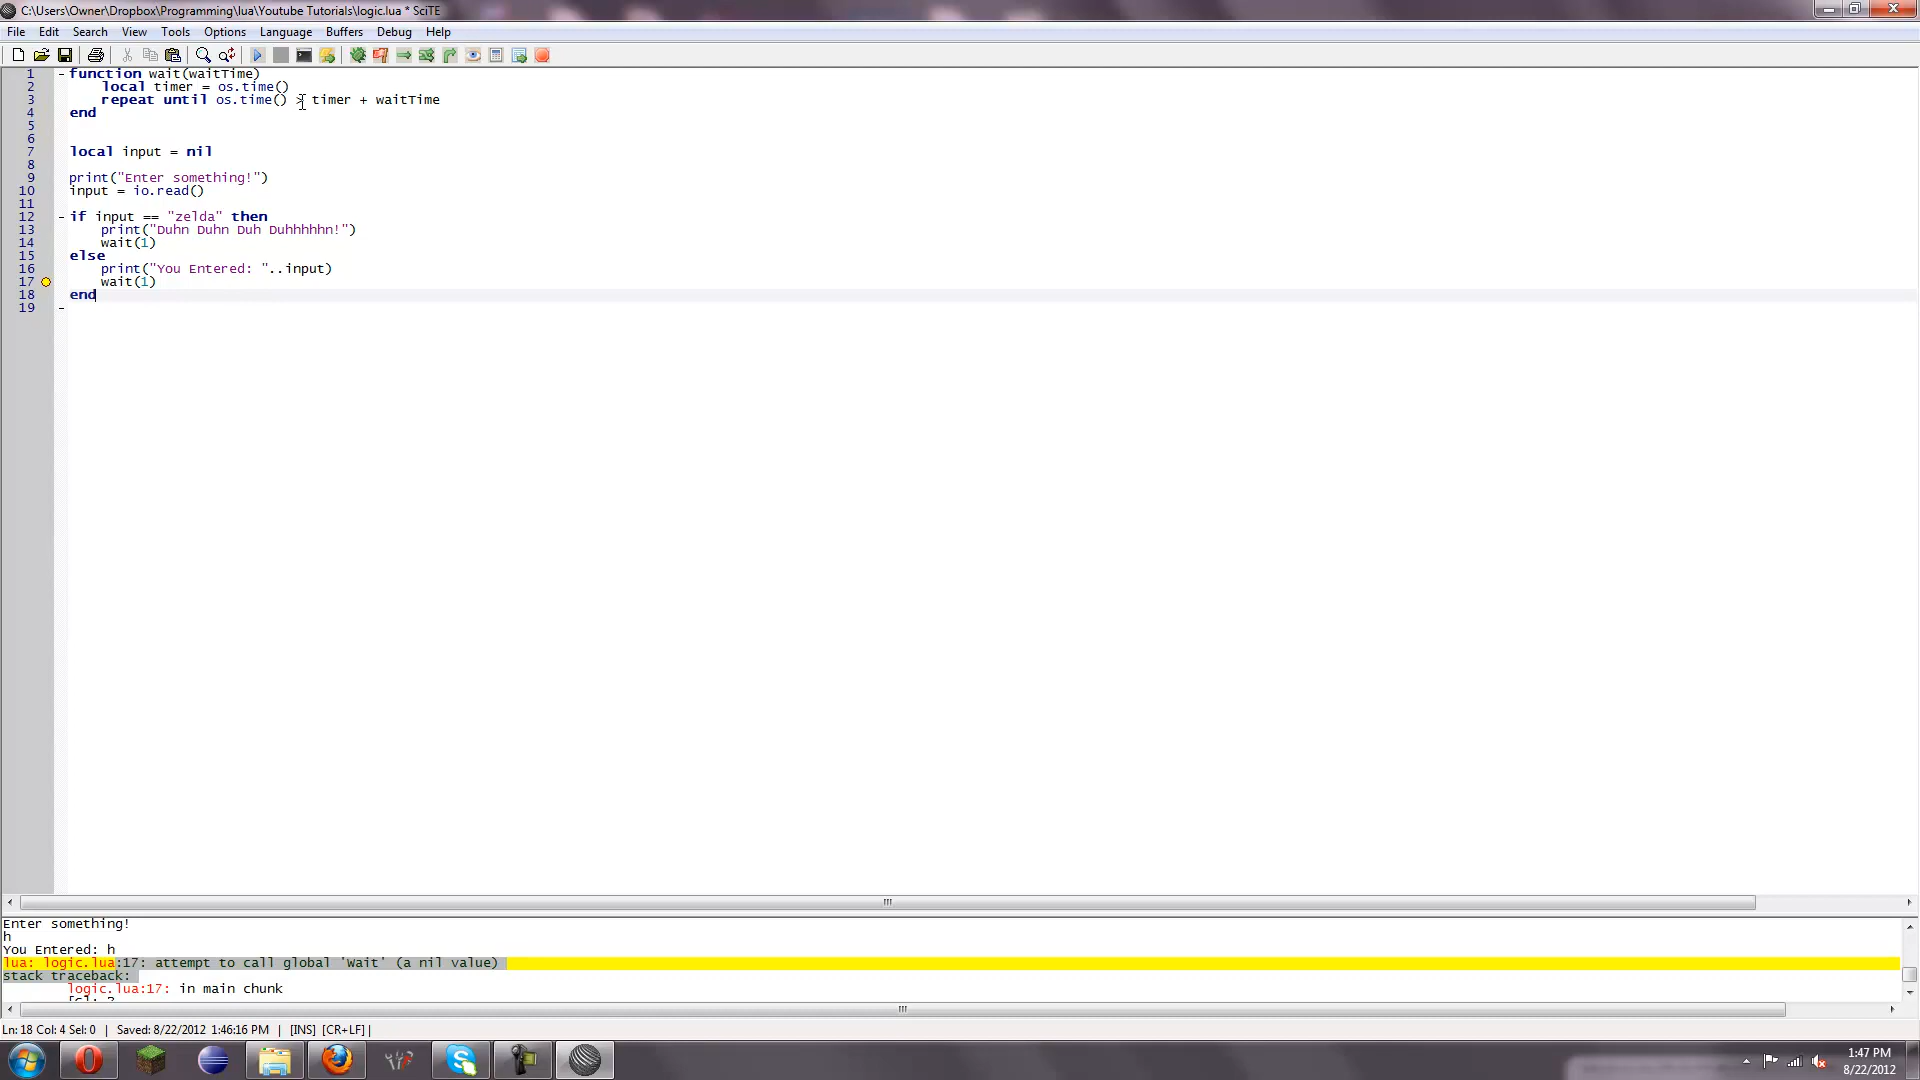 C:\Users\Owner\Dropbox\Programming\lua\Youtube Tutorials\logic.lua * SciTE
File Edit Search View Tools Options Language Buffers Debug Help
1 function wait(waitTime)
2 local timer = os.time()
3 repeat until os.time() > timer + waitTime
4 end
5
6
7 local input = nil
8
9 print("Enter something!")
10 input = io.read()
11
12 if input == "zelda" then
13 print("Duhn Duhn Duh Duhhhhhn!")
14 wait(1)
15 else
16 print("You Entered: "..input)
17 wait(1)
18 end
19
Enter something!
h
You Entered: h
lua: logic.lua:17: attempt to call global 'wait' (a nil value)
stack traceback:
logic.lua:17: in main chunk
[C]: ?
Ln: 18 Col: 4 Sel: 0 | Saved: 8/22/2012 1:46:16 PM | [INS] [CR+LF] |
1:47 PM
8/22/2012